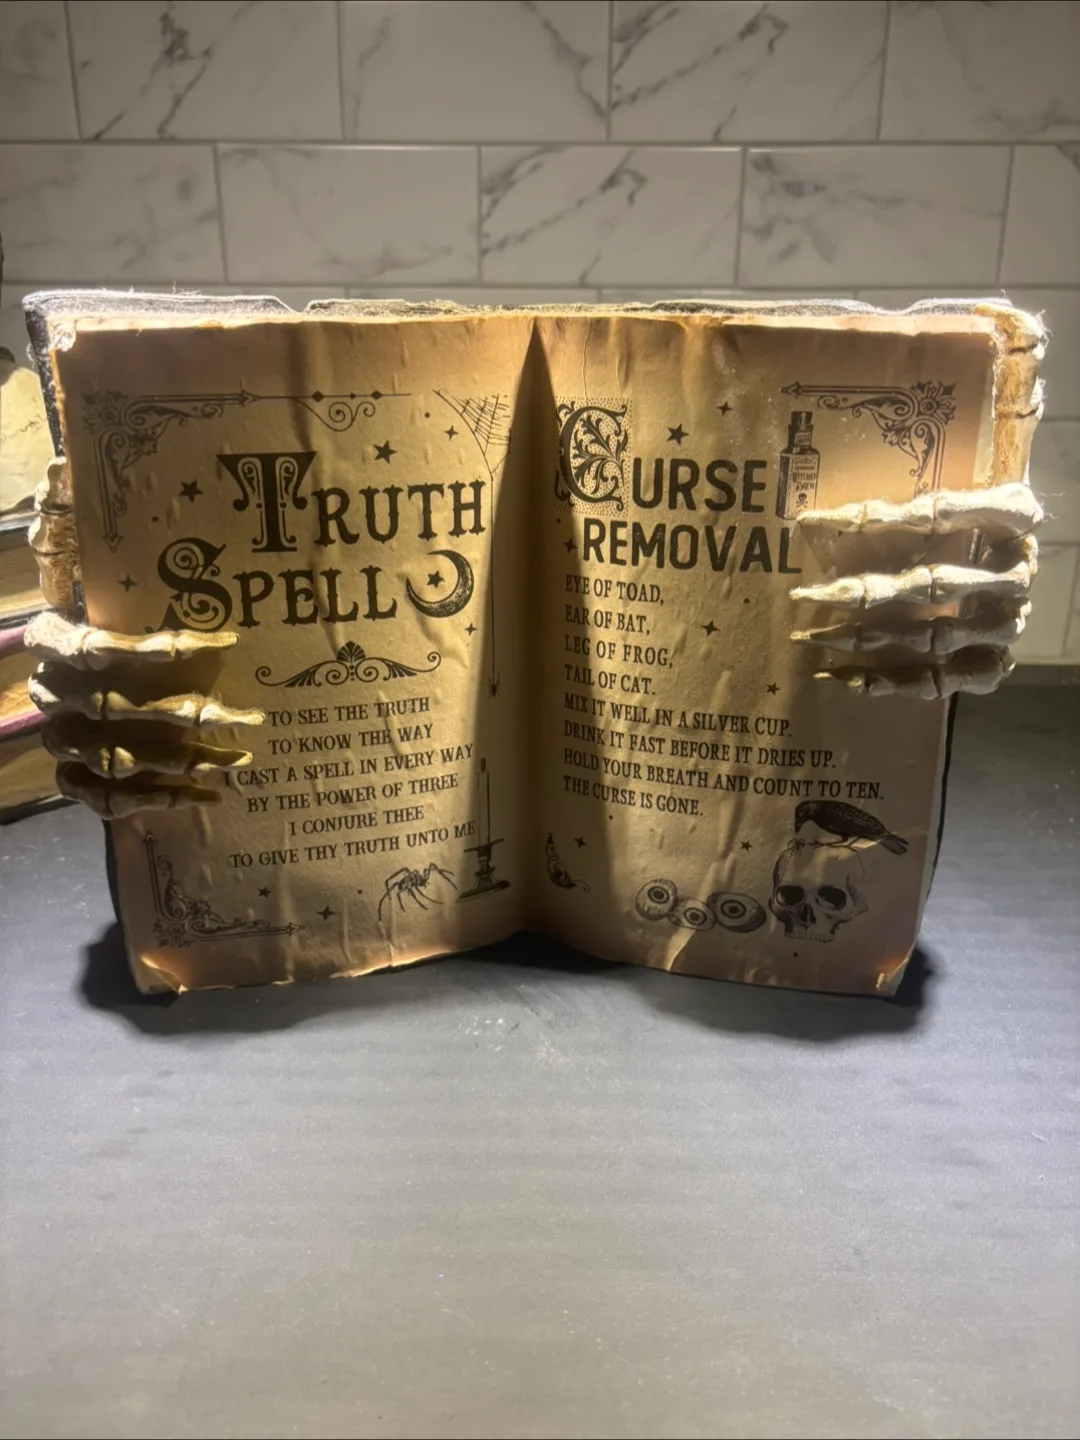 TRUTH
SPELL
TO SEE THE TRUTH
TO KNOW THE WAY
I CAST A SPELL IN EVERY WAY
BY THE POWER OF THREE
I CONJURE THEE
TO GIVE THY TRUTH UNTO ME
CURSE
REMOVAL
EYE OF TOAD,
EAR OF BAT,
LEG OF FROG,
TAIL OF CAT.
MIX IT WELL IN A SILVER CUP.
DRINK IT FAST BEFORE IT DRIES UP.
HOLD YOUR BREATH AND COUNT TO TEN.
THE CURSE IS GONE.